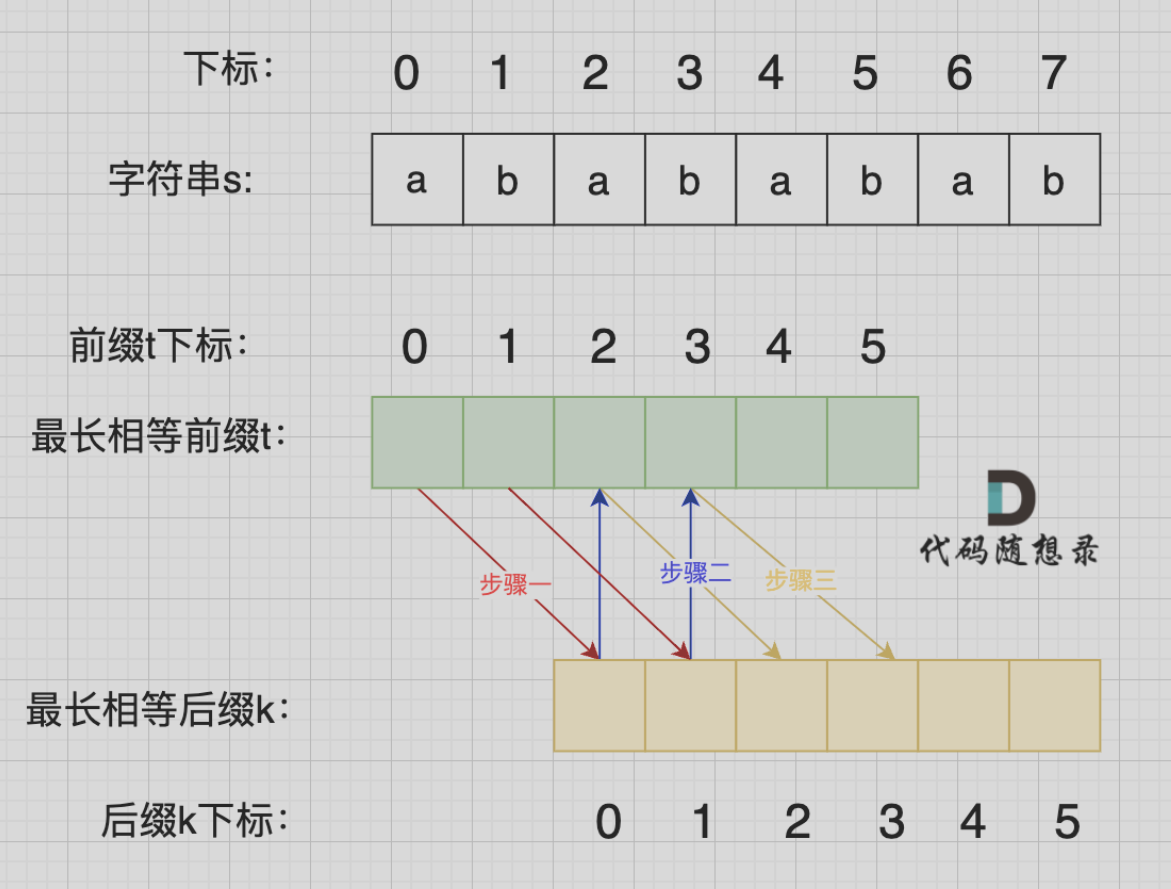 下标： 0 1 2 3 4 5 6 7
字符串s: a b a b a b a b
前缀t下标： 0 1 2 3 4 5
最长相等前缀t：
代码随想录
步骤一 步骤二 步骤三
最长相等后缀k：
后缀k下标： 0 1 2 3 4 5